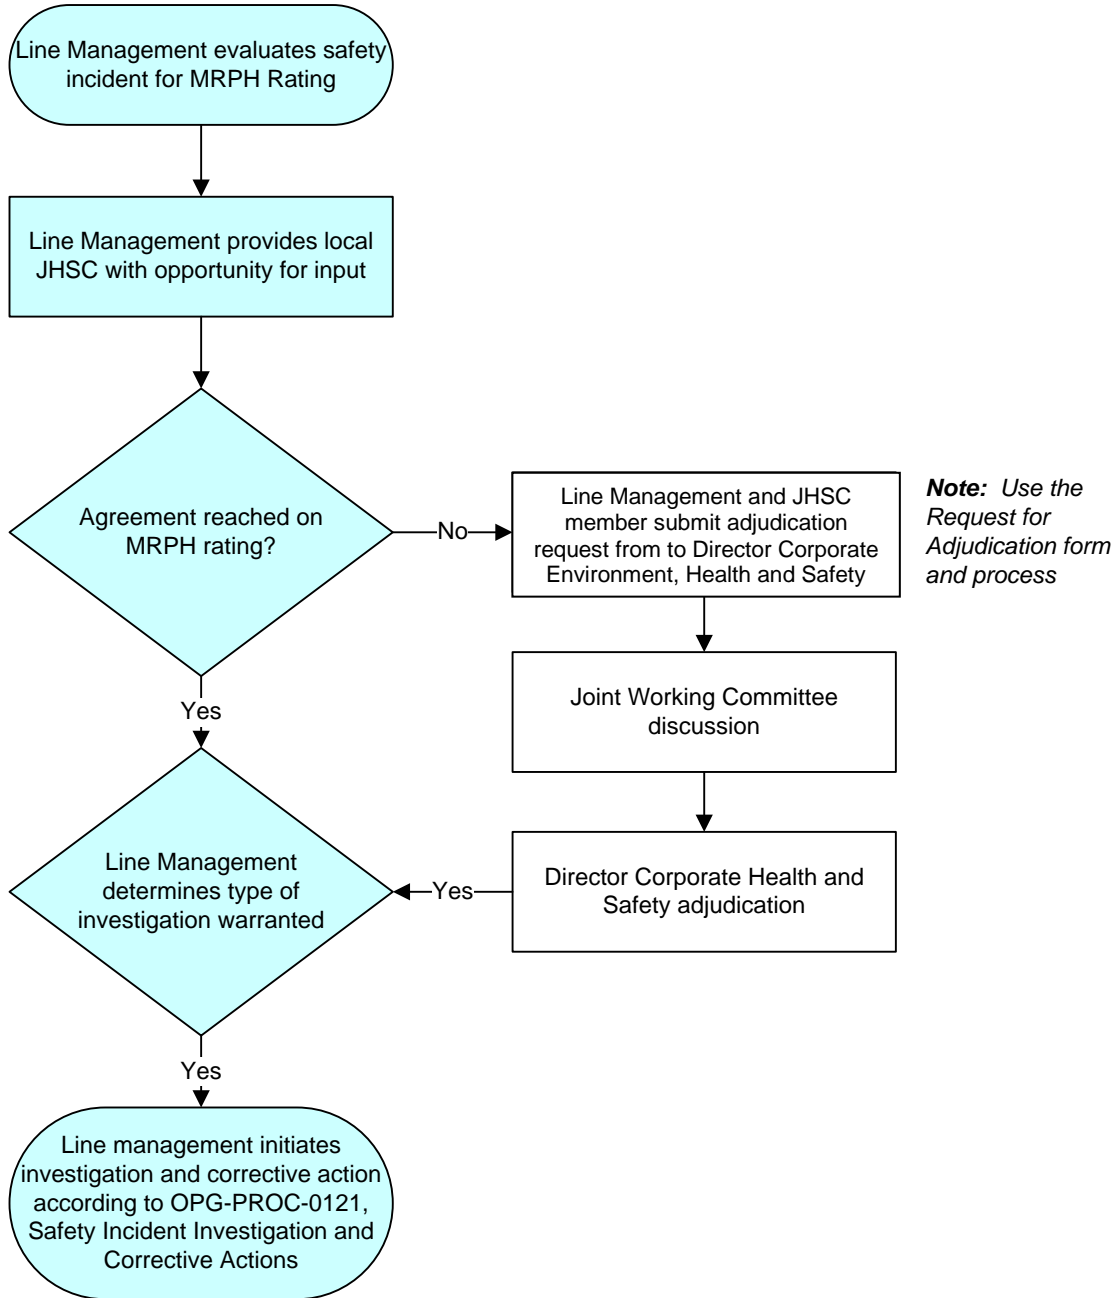 Line Management evaluates safety
incident for MRPH Rating
Line Management provides local
JHSC with opportunity for input
Agreement reached on
MRPH rating?
No
Line Management and JHSC
member submit adjudication
request from to Director Corporate
Environment, Health and Safety
Note: Use the
Request for
Adjudication form
and process
Joint Working Committee
discussion
Yes
Director Corporate Health and
Safety adjudication
Yes
Line Management
determines type of
investigation warranted
Yes
Line management initiates
investigation and corrective action
according to OPG-PROC-0121,
Safety Incident Investigation and
Corrective Actions